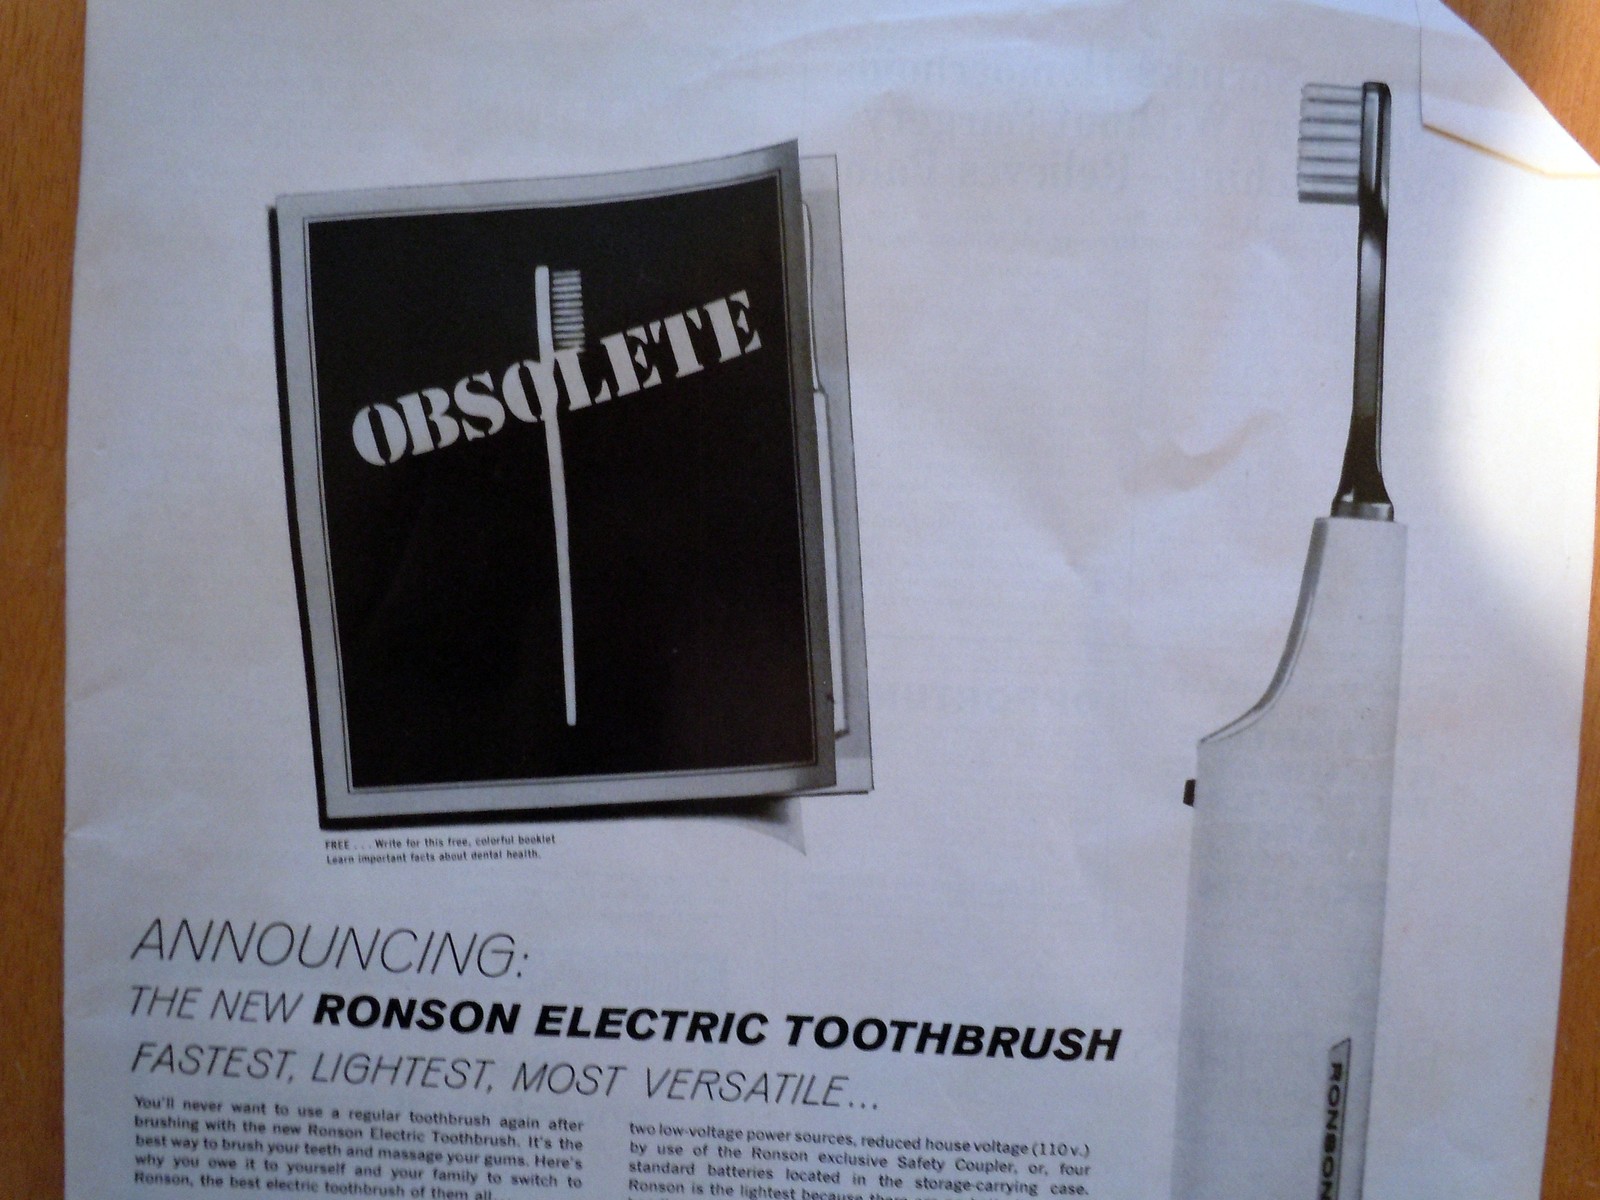 OBSOLETE
FREE . . . Write for this free, colorful booklet
Learn important facts about dental health.
ANNOUNCING:
THE NEW RONSON ELECTRIC TOOTHBRUSH
FASTEST, LIGHTEST, MOST VERSATILE...
You'll never want to use a regular toothbrush again after
brushing with the new Ronson Electric Toothbrush. It's the
best way to brush your teeth and massage your gums. Here's
why you owe it to yourself and your family to switch to
Ronson, the best electric toothbrush of them all.
two low-voltage power sources, reduced house voltage (110 v.)
by use of the Ronson exclusive Safety Coupler, or, four
standard batteries located in the storage-carrying case.
Ronson is the lightest because there are
RONSON